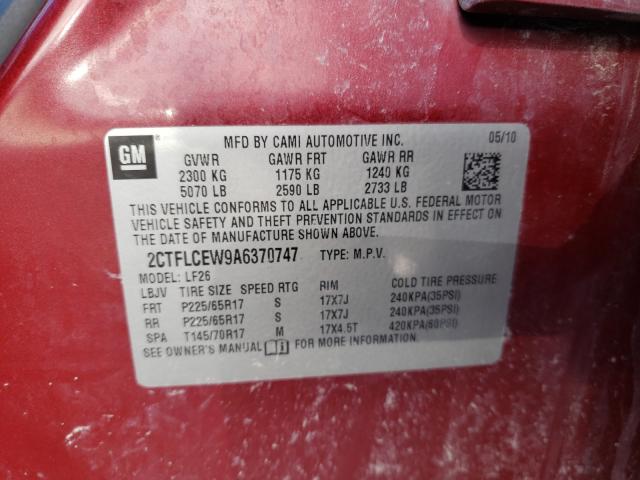 GM
MFD BY CAMI AUTOMOTIVE INC. 05/10
GVWR GAWR FRT GAWR RR
2300 KG 1175 KG 1240 KG
5070 LB 2590 LB 2733 LB
THIS VEHICLE CONFORMS TO ALL APPLICABLE U.S. FEDERAL MOTOR
VEHICLE SAFETY AND THEFT PREVENTION STANDARDS IN EFFECT ON
THE DATE OF MANUFACTURE SHOWN ABOVE.
2CTFLCEW9A6370747 TYPE: M.P.V.
MODEL: LF26
LBJV TIRE SIZE SPEED RTG RIM COLD TIRE PRESSURE
FRT P225/65R17 S 17X7J 240KPA(35PSI)
RR P225/65R17 S 17X7J 240KPA(35PSI)
SPA T145/70R17 M 17X4.5T 420KPA(60PSI)
SEE OWNER'S MANUAL FOR MORE INFORMATION.